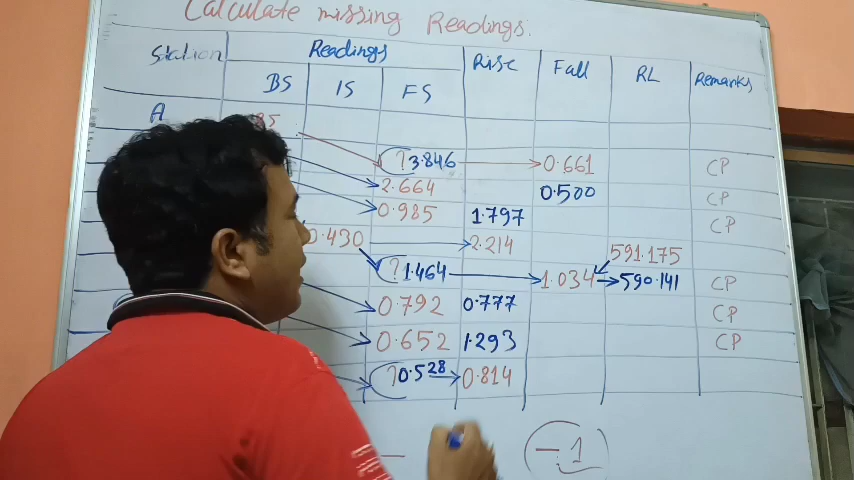 Calculate missing Readings.
Station Readings Rise Fall RL Remarks
BS IS FS
A 85
? 3.846 0.661 CP
2.664 0.500 CP
0.985 1.797 CP
0.430 2.214 591.175
? 1.464 1.034 590.141 CP
0.792 0.777 CP
0.652 1.293 CP
? 0.528 0.814
— -1